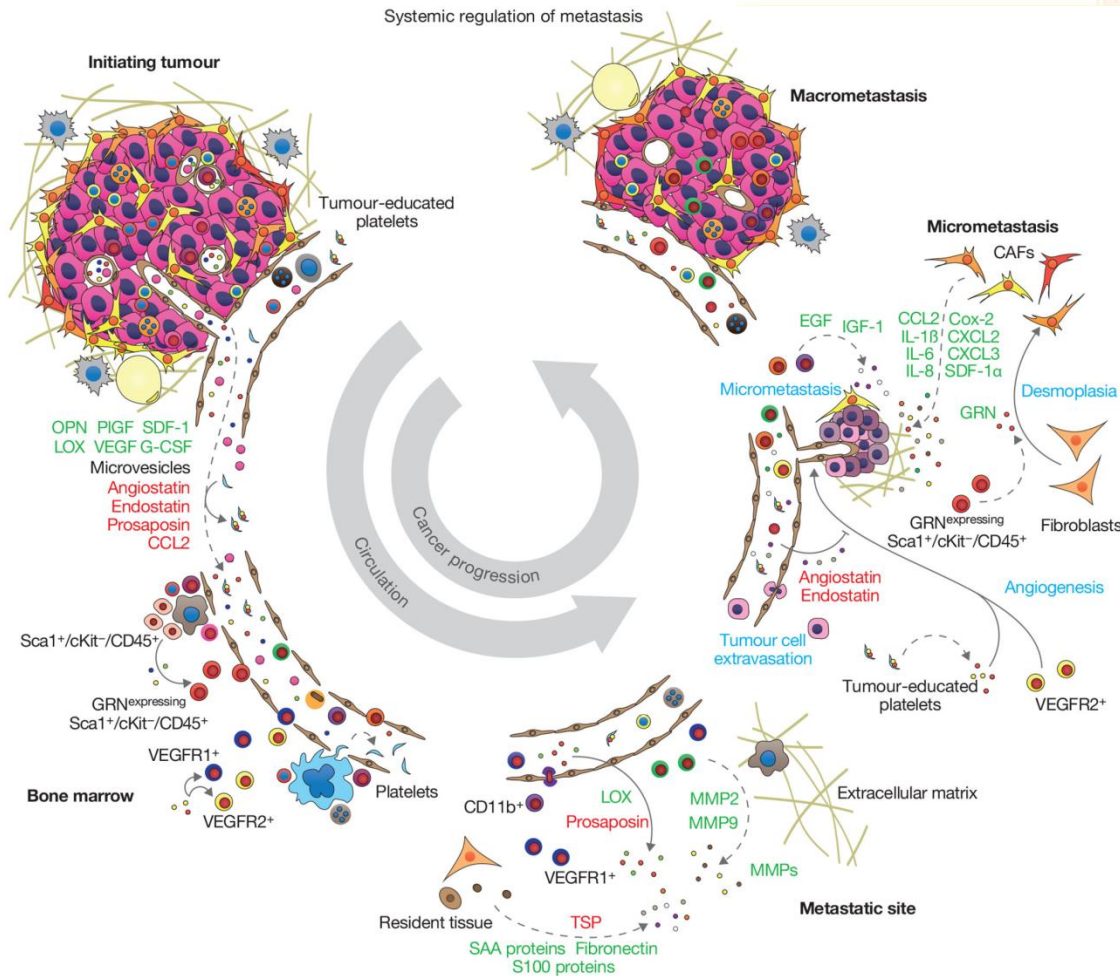 Systemic regulation of metastasis
Initiating tumour
Macrometastasis
Tumour-educated
platelets
Micrometastasis
CAFs
EGF IGF-1
CCL2 Cox-2
IL-1ß CXCL2
IL-6 CXCL3
IL-8 SDF-1α
Micrometastasis
Desmoplasia
GRN
GRNexpressing
Sca1+/cKit–/CD45+
Fibroblasts
OPN PlGF SDF-1
LOX VEGF G-CSF
Microvesicles
Angiostatin
Endostatin
Prosaposin
CCL2
Circulation
Cancer progression
Angiostatin
Endostatin
Angiogenesis
Tumour cell
extravasation
Tumour-educated
platelets
VEGFR2+
Sca1+/cKit–/CD45+
GRNexpressing
Sca1+/cKit–/CD45+
VEGFR1+
Bone marrow
VEGFR2+
Platelets
CD11b+
LOX
Prosaposin
VEGFR1+
MMP2
MMP9
Extracellular matrix
MMPs
Resident tissue
TSP
SAA proteins Fibronectin
S100 proteins
Metastatic site